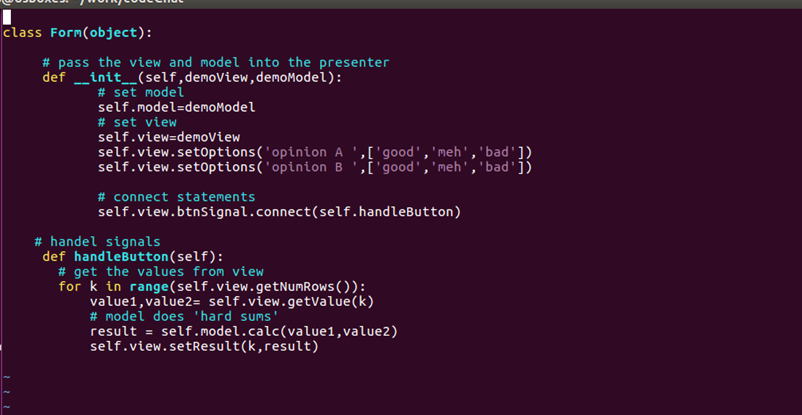 class Form(object):
# pass the view and model into the presenter
def __init__(self,demoView,demoModel):
# set model
self.model=demoModel
# set view
self.view=demoView
self.view.setOptions('opinion A ',['good','meh','bad'])
self.view.setOptions('opinion B ',['good','meh','bad'])
# connect statements
self.view.btnSignal.connect(self.handleButton)
# handel signals
def handleButton(self):
# get the values from view
for k in range(self.view.getNumRows()):
value1,value2= self.view.getValue(k)
# model does 'hard sums'
result = self.model.calc(value1,value2)
self.view.setResult(k,result)
~
~
~